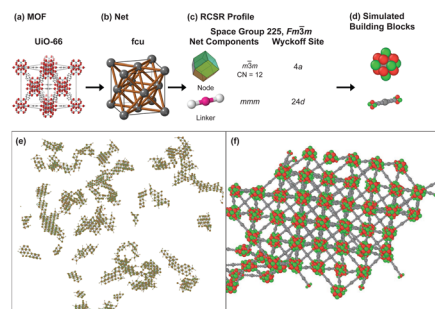 (a) MOF
(b) Net
(c) RCSR Profile
(d) Simulated
Building Blocks
UiO-66
fcu
Space Group 225, Fm3̅m
Net Components
Wyckoff Site
m3̅m
CN = 12
4a
Node
mmm
24d
Linker
(e)
(f)